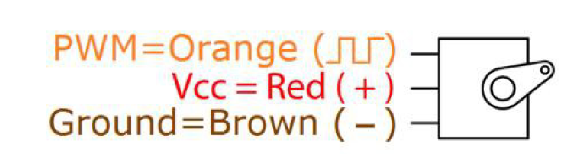 PWM=Orange (⎍⎍)
Vcc = Red ( + )
Ground=Brown ( − )